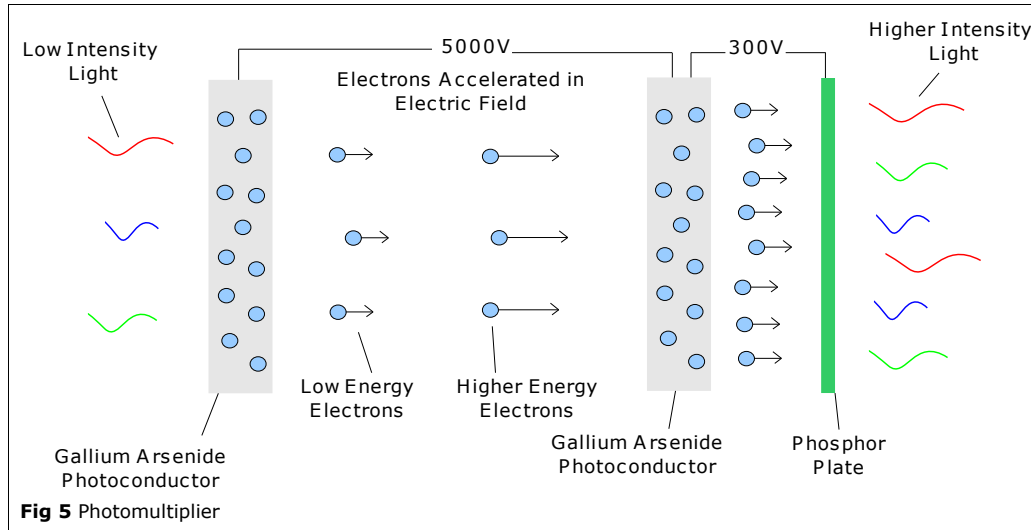 Low Intensity
Light
5000V
300V
Higher Intensity
Light
Electrons Accelerated in
Electric Field
Low Energy
Electrons
Higher Energy
Electrons
Gallium Arsenide
Photoconductor
Gallium Arsenide
Photoconductor
Phosphor
Plate
Fig 5 Photomultiplier